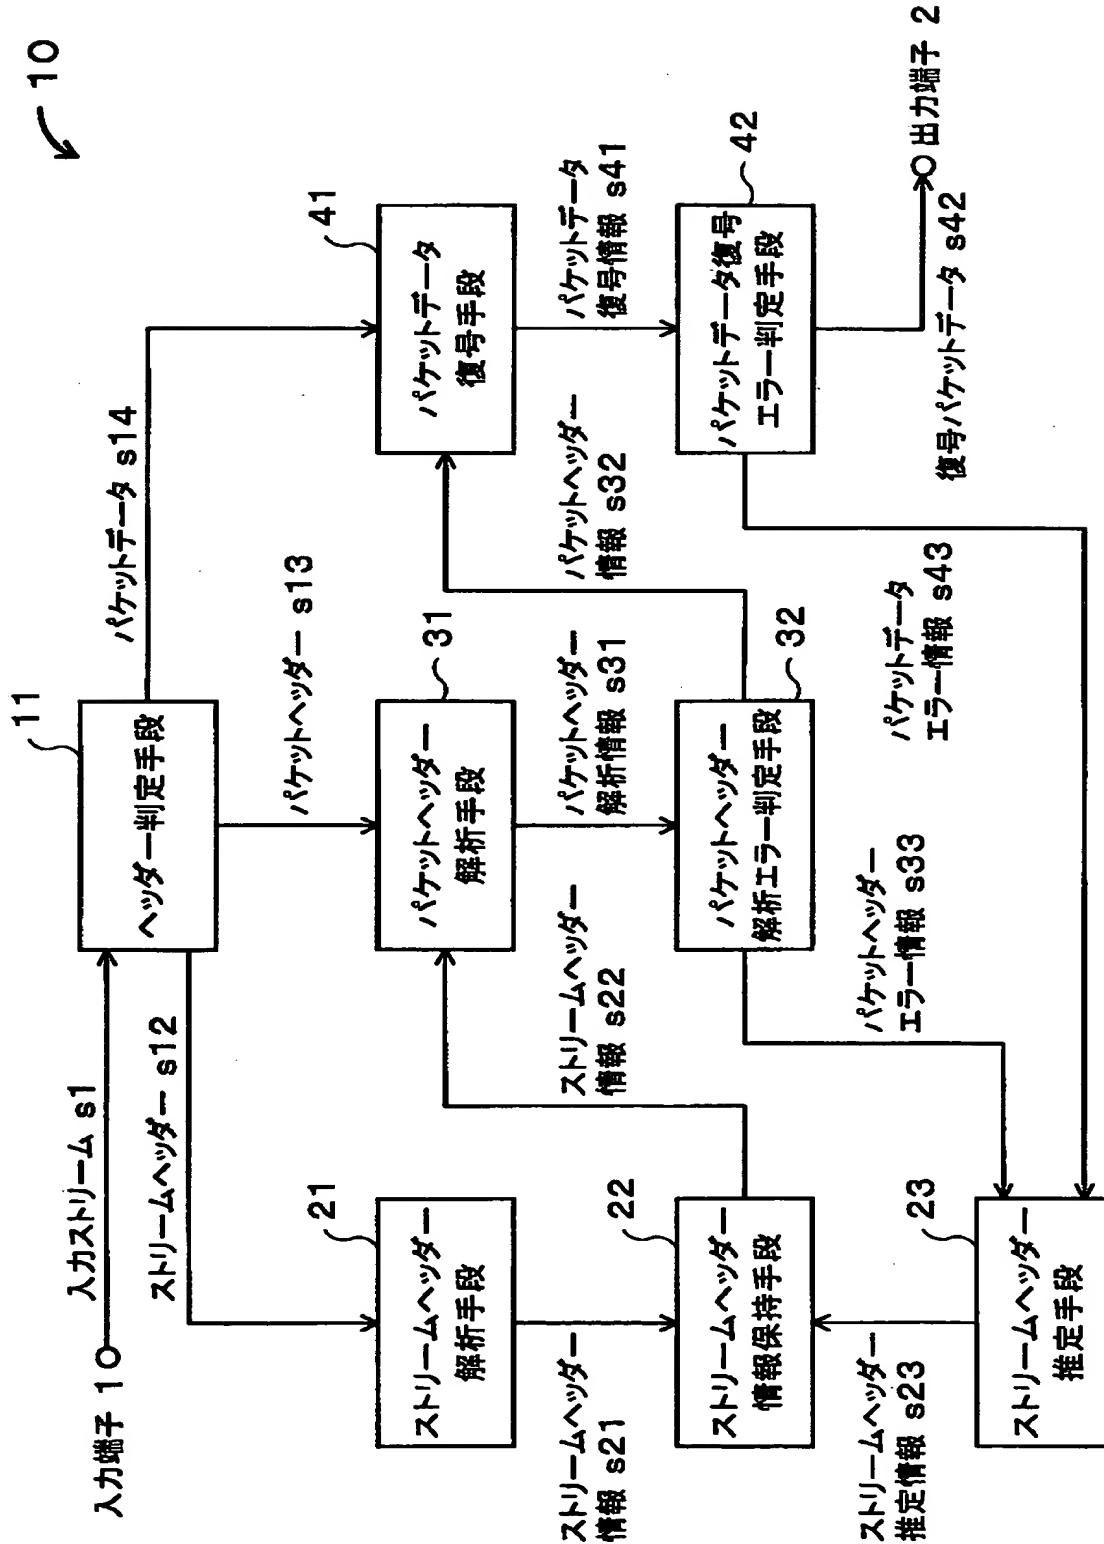 10
入力端子 1
入力ストリーム s1
11
ヘッダー判定手段
ストリームヘッダー s12
パケットヘッダー s13
パケットデータ s14
21
ストリームヘッダー
解析手段
31
パケットヘッダー
解析手段
41
パケットデータ
復号手段
ストリームヘッダー
情報 s21
ストリームヘッダー
情報 s22
パケットヘッダー
解析情報 s31
パケットヘッダー
情報 s32
パケットデータ
復号情報 s41
22
ストリームヘッダー
情報保持手段
32
パケットヘッダー
解析エラー判定手段
42
パケットデータ復号
エラー判定手段
出力端子 2
ストリームヘッダー
推定情報 s23
パケットヘッダー
エラー情報 s33
パケットデータ
エラー情報 s43
復号パケットデータ s42
23
ストリームヘッダー
推定手段